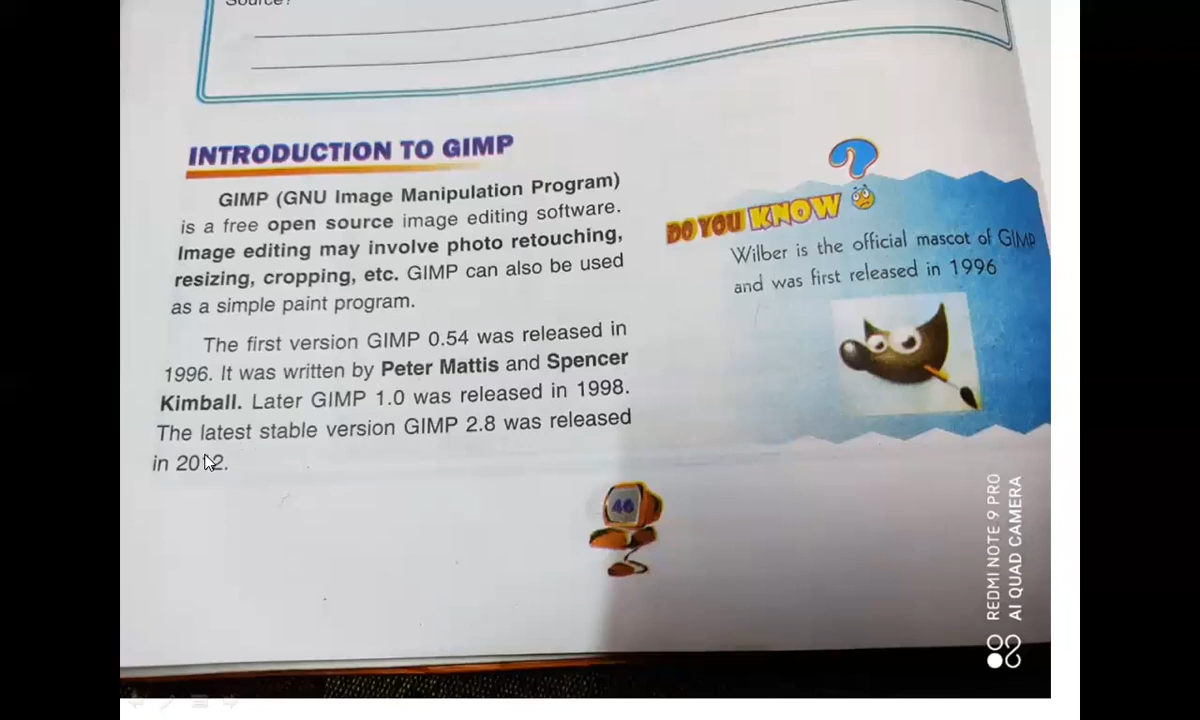 Source?
INTRODUCTION TO GIMP
GIMP (GNU Image Manipulation Program)
is a free open source image editing software.
Image editing may involve photo retouching,
resizing, cropping, etc. GIMP can also be used
as a simple paint program.
The first version GIMP 0.54 was released in
1996. It was written by Peter Mattis and Spencer
Kimball. Later GIMP 1.0 was released in 1998.
The latest stable version GIMP 2.8 was released
in 2012.
?
DO YOU KNOW
Wilber is the official mascot of GIMP
and was first released in 1996
46
REDMI NOTE 9 PRO
AI QUAD CAMERA